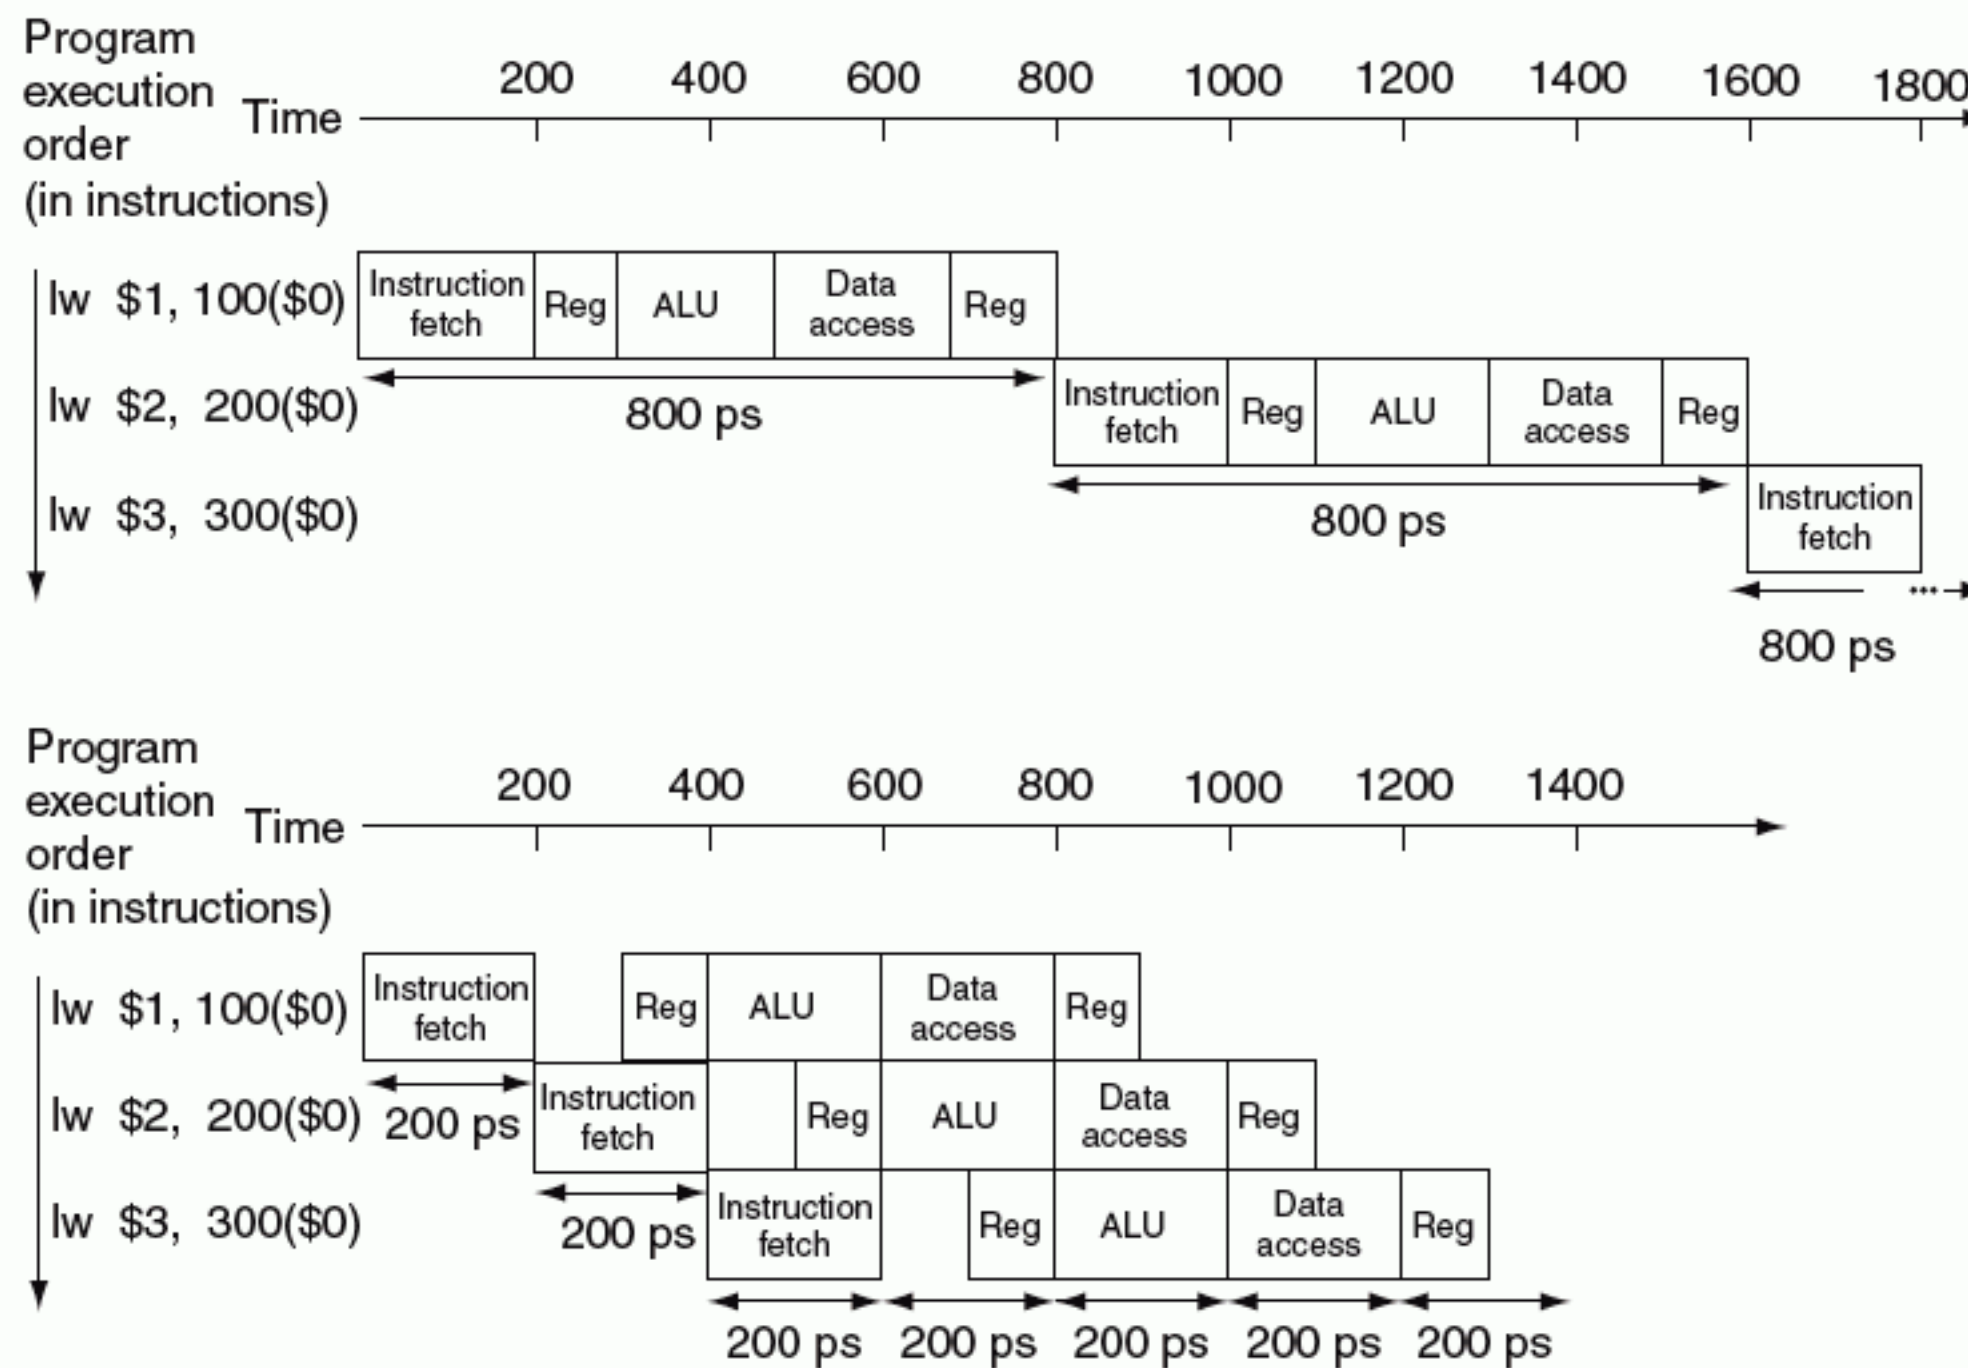 Program
execution
order
(in instructions)
Time
200 400 600 800 1000 1200 1400 1600 1800
lw $1, 100($0)
Instruction
fetch
Reg
ALU
Data
access
Reg
800 ps
lw $2, 200($0)
Instruction
fetch
Reg
ALU
Data
access
Reg
800 ps
lw $3, 300($0)
Instruction
fetch
...
800 ps
Program
execution
order
(in instructions)
Time
200 400 600 800 1000 1200 1400
lw $1, 100($0)
Instruction
fetch
Reg
ALU
Data
access
Reg
200 ps
lw $2, 200($0)
Instruction
fetch
Reg
ALU
Data
access
Reg
200 ps
lw $3, 300($0)
Instruction
fetch
Reg
ALU
Data
access
Reg
200 ps 200 ps 200 ps 200 ps 200 ps